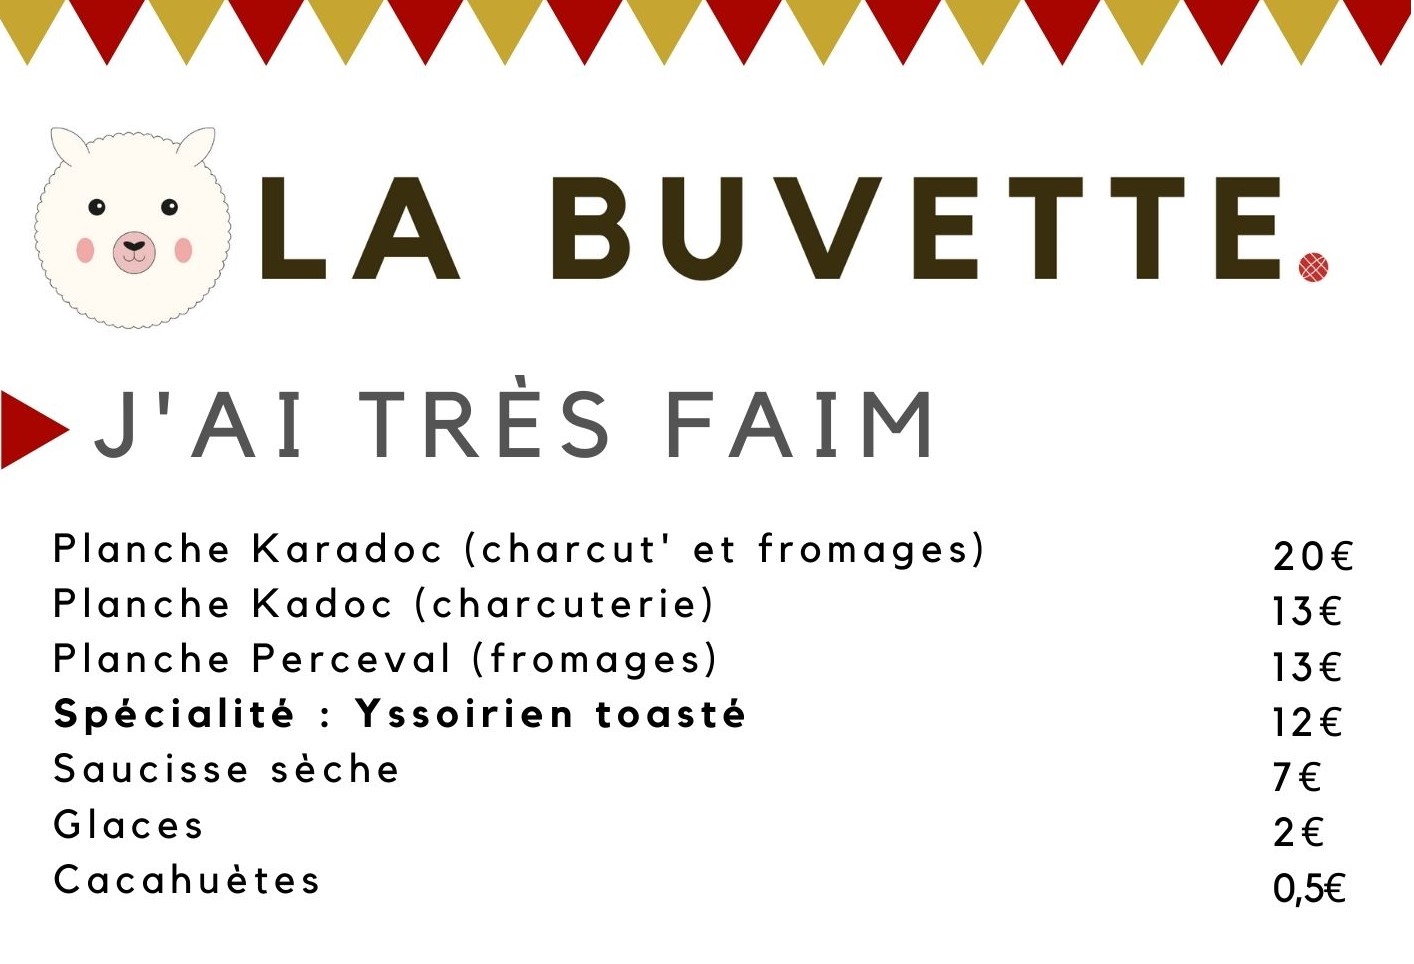 LA BUVETTE.
J'AI TRÈS FAIM
Planche Karadoc (charcut' et fromages) 20€
Planche Kadoc (charcuterie) 13€
Planche Perceval (fromages) 13€
Spécialité : Yssoirien toasté 12€
Saucisse sèche 7€
Glaces 2€
Cacahuètes 0,5€